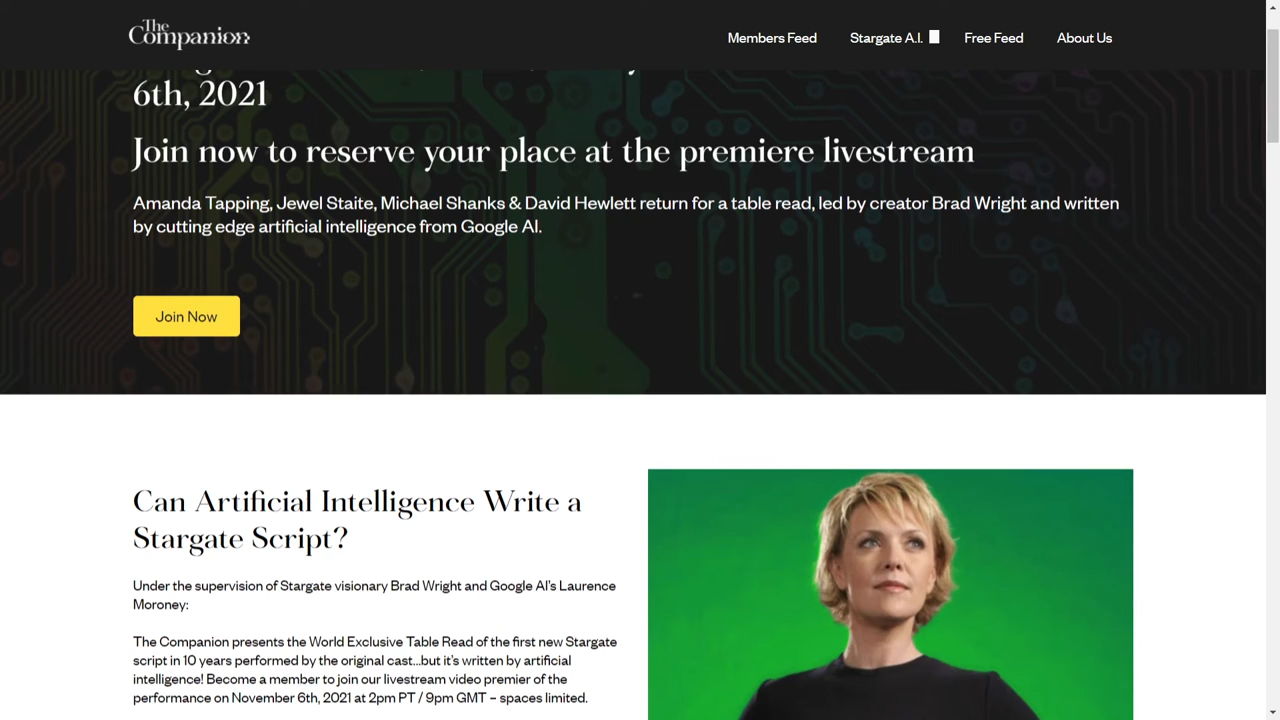 The Companion:
Members Feed
Stargate A.I.
Free Feed
About Us
6th, 2021
Join now to reserve your place at the premiere livestream
Amanda Tapping, Jewel Staite, Michael Shanks & David Hewlett return for a table read, led by creator Brad Wright and written
by cutting edge artificial intelligence from Google AI.
Join Now
Can Artificial Intelligence Write a
Stargate Script?
Under the supervision of Stargate visionary Brad Wright and Google AI's Laurence
Moroney:
The Companion presents the World Exclusive Table Read of the first new Stargate
script in 10 years performed by the original cast...but it's written by artificial
intelligence! Become a member to join our livestream video premier of the
performance on November 6th, 2021 at 2pm PT / 9pm GMT – spaces limited.